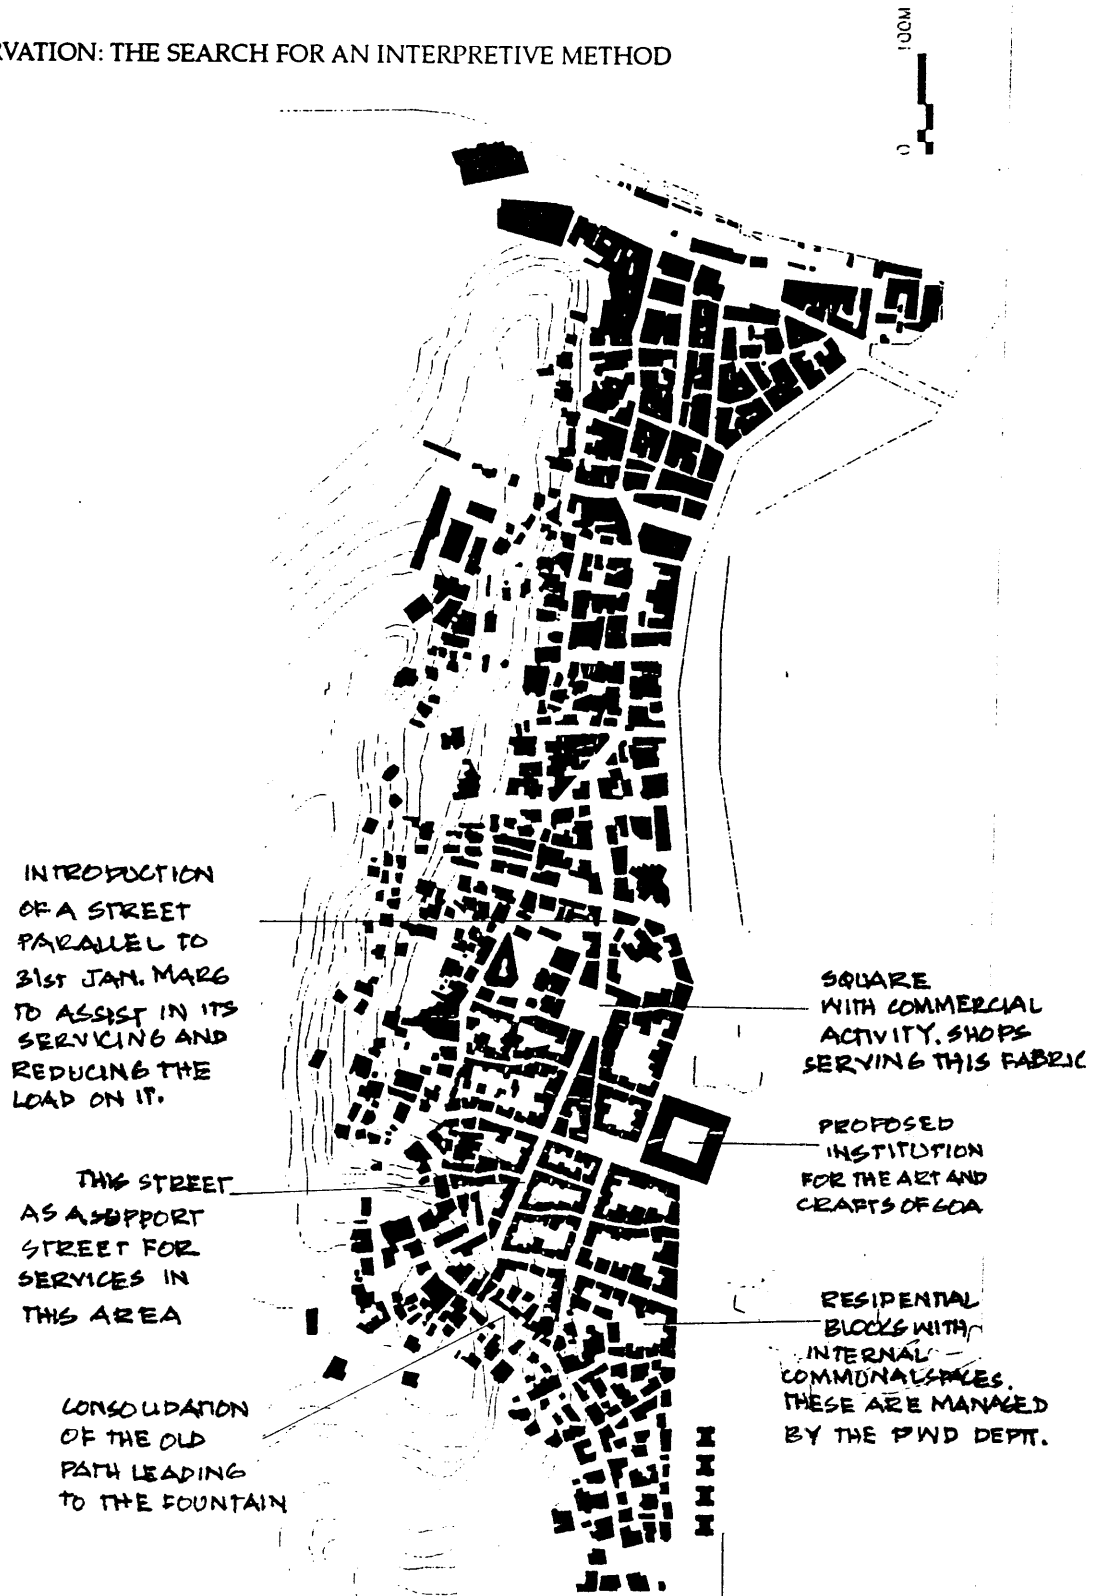 RVATION: THE SEARCH FOR AN INTERPRETIVE METHOD
100M
0
INTRODUCTION
OF A STREET
PARALLEL TO
31ST JAN. MARG
TO ASSIST IN ITS
SERVICING AND
REDUCING THE
LOAD ON IT.
THIS STREET
AS A SUPPORT
STREET FOR
SERVICES IN
THIS AREA
CONSOLIDATION
OF THE OLD
PATH LEADING
TO THE FOUNTAIN
SQUARE
WITH COMMERCIAL
ACTIVITY. SHOPS
SERVING THIS FABRIC
PROPOSED
INSTITUTION
FOR THE ART AND
CRAFTS OF GOA
RESIDENTIAL
BLOCKS WITH
INTERNAL
COMMUNAL SPACES.
THESE ARE MANAGED
BY THE PWD DEPTT.